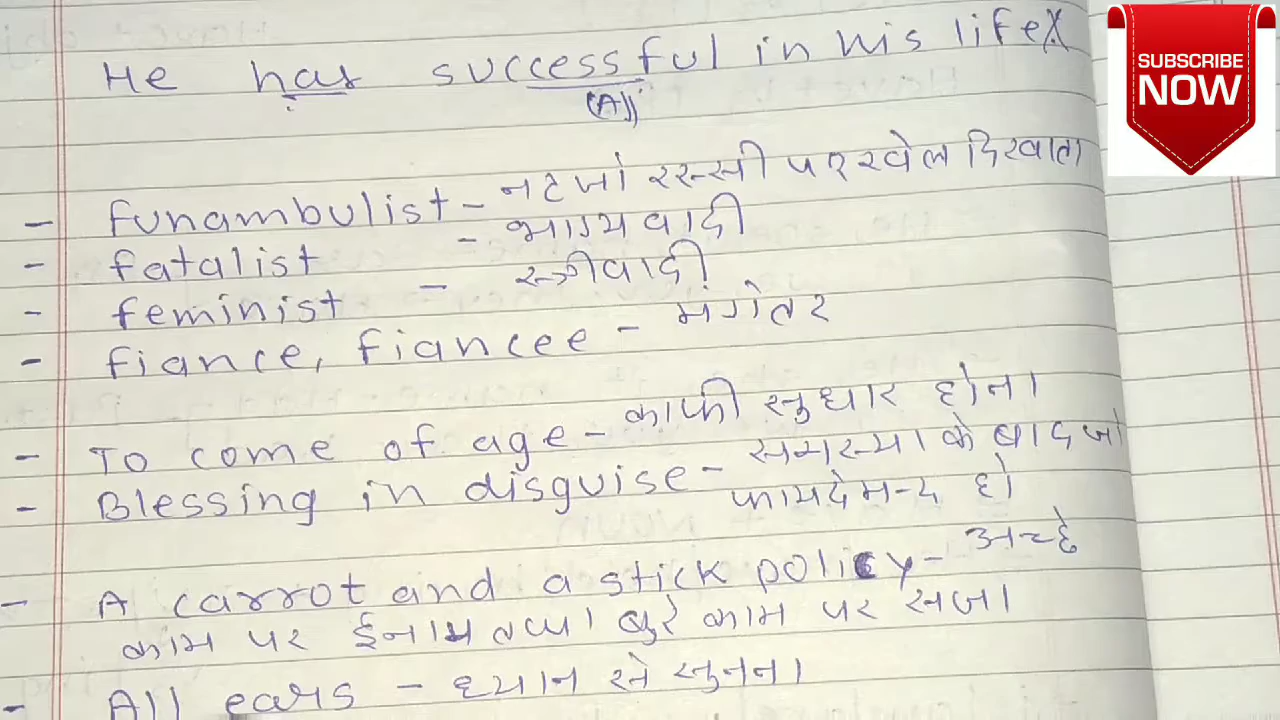 He has successful in his life X
(A)
SUBSCRIBE
NOW
- funambulist - नट जो रस्सी पर खेल दिखाता
- fatalist - भाग्यवादी
- feminist - स्त्रीवादी
- fiance, fiancee - मंगेतर
- To come of age - काफी सुधार होना
- Blessing in disguise - समस्या के बाद जो
फायदेमन्द हो
- A carrot and a stick policy - अच्छे
काम पर ईनाम तथा बुरे काम पर सजा
- All ears - ध्यान से सुनना